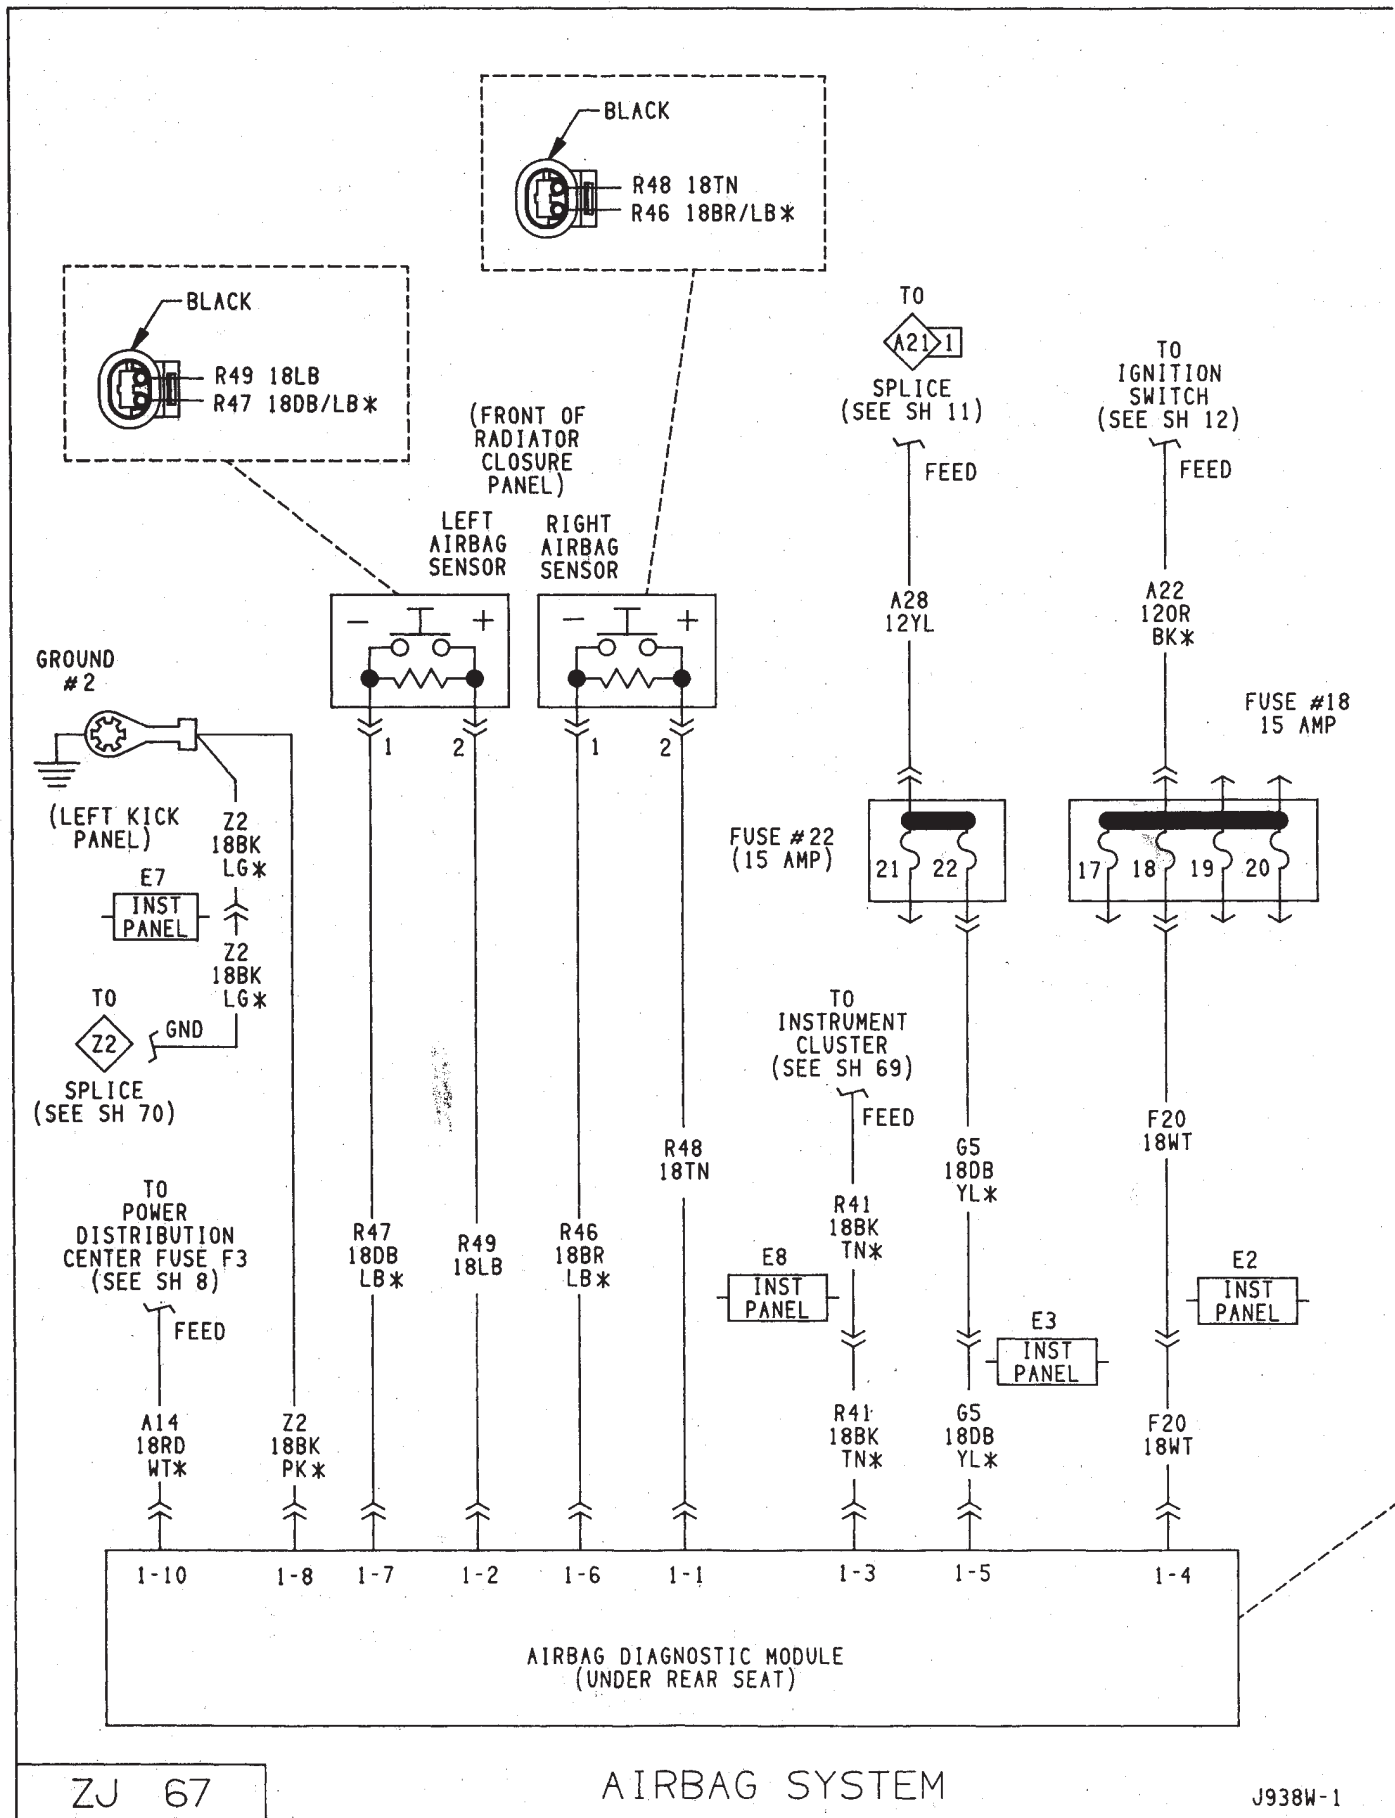 BLACK
R48 18TN
R46 18BR/LB*
BLACK
R49 18LB
R47 18DB/LB*
(FRONT OF
RADIATOR
CLOSURE
PANEL)
LEFT
AIRBAG
SENSOR
RIGHT
AIRBAG
SENSOR
- +
- +
1 2
1 2
TO
A21 1
SPLICE
(SEE SH 11)
FEED
TO
IGNITION
SWITCH
(SEE SH 12)
FEED
A28
12YL
A22
12OR
BK*
GROUND
#2
(LEFT KICK
PANEL)
Z2
18BK
LG*
E7
INST
PANEL
Z2
18BK
LG*
TO
Z2
GND
SPLICE
(SEE SH 70)
FUSE #22
(15 AMP)
21 22
FUSE #18
15 AMP
17 18 19 20
TO
INSTRUMENT
CLUSTER
(SEE SH 69)
FEED
TO
POWER
DISTRIBUTION
CENTER FUSE F3
(SEE SH 8)
FEED
R47
18DB
LB*
R49
18LB
R46
18BR
LB*
R48
18TN
R41
18BK
TN*
G5
18DB
YL*
F20
18WT
E8
INST
PANEL
E3
INST
PANEL
E2
INST
PANEL
A14
18RD
WT*
Z2
18BK
PK*
R41
18BK
TN*
G5
18DB
YL*
F20
18WT
1-10 1-8 1-7 1-2 1-6 1-1 1-3 1-5 1-4
AIRBAG DIAGNOSTIC MODULE
(UNDER REAR SEAT)
ZJ 67
AIRBAG SYSTEM
J938W-1